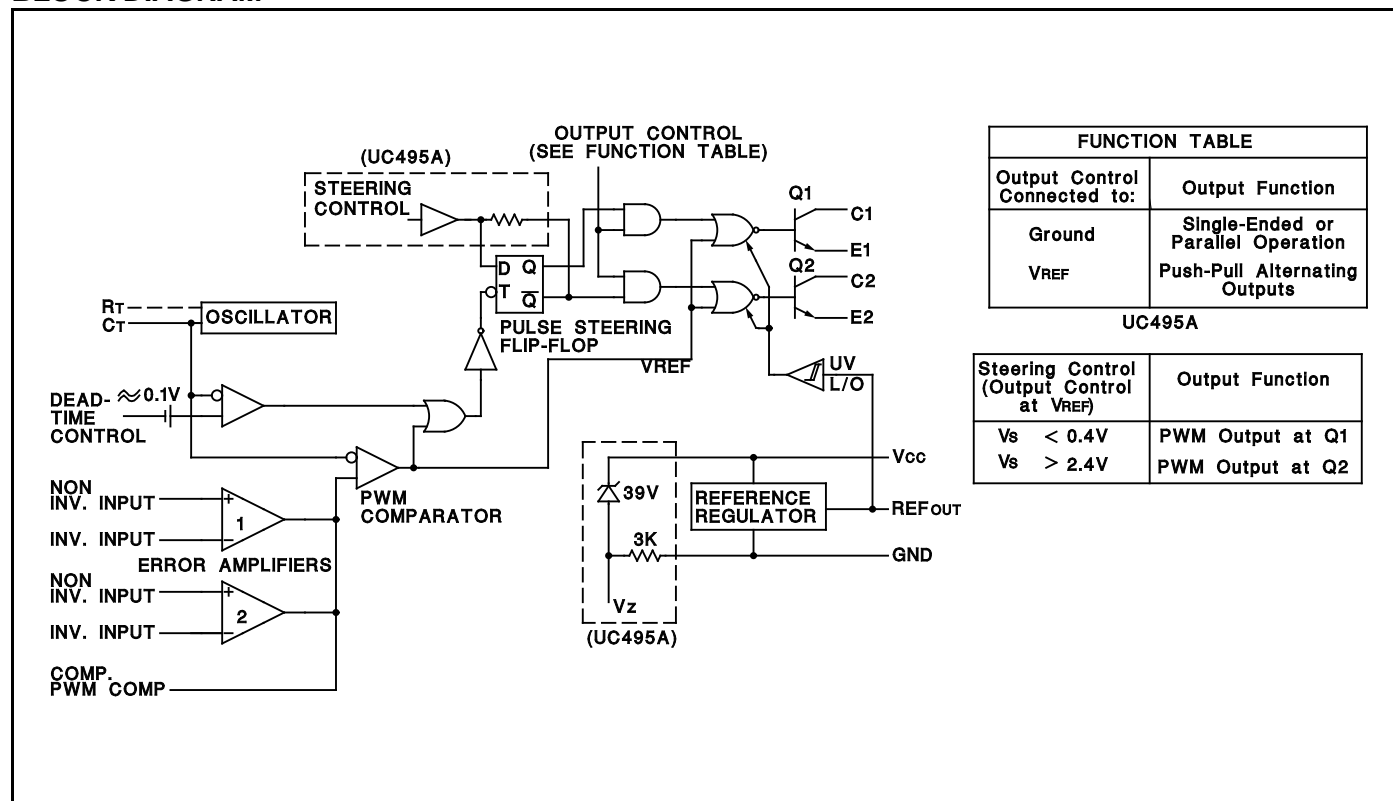 OUTPUT CONTROL
(SEE FUNCTION TABLE)
(UC495A)
STEERING
CONTROL
Q1
C1
E1
Q2
C2
E2
D Q
T Q̅
PULSE STEERING
FLIP-FLOP
RT
CT
OSCILLATOR
VREF
UV
L/O
DEAD-
TIME
CONTROL
≈0.1V
PWM
COMPARATOR
NON
INV. INPUT
+
1
INV. INPUT
−
ERROR AMPLIFIERS
NON
INV. INPUT
+
2
INV. INPUT
−
COMP.
PWM COMP
39V
3K
VZ
(UC495A)
REFERENCE
REGULATOR
VCC
REFOUT
GND
FUNCTION TABLE
Output Control
Connected to:
Output Function
Ground
Single-Ended or
Parallel Operation
VREF
Push-Pull Alternating
Outputs
UC495A
Steering Control
(Output Control
at VREF)
Output Function
Vs < 0.4V
PWM Output at Q1
Vs > 2.4V
PWM Output at Q2